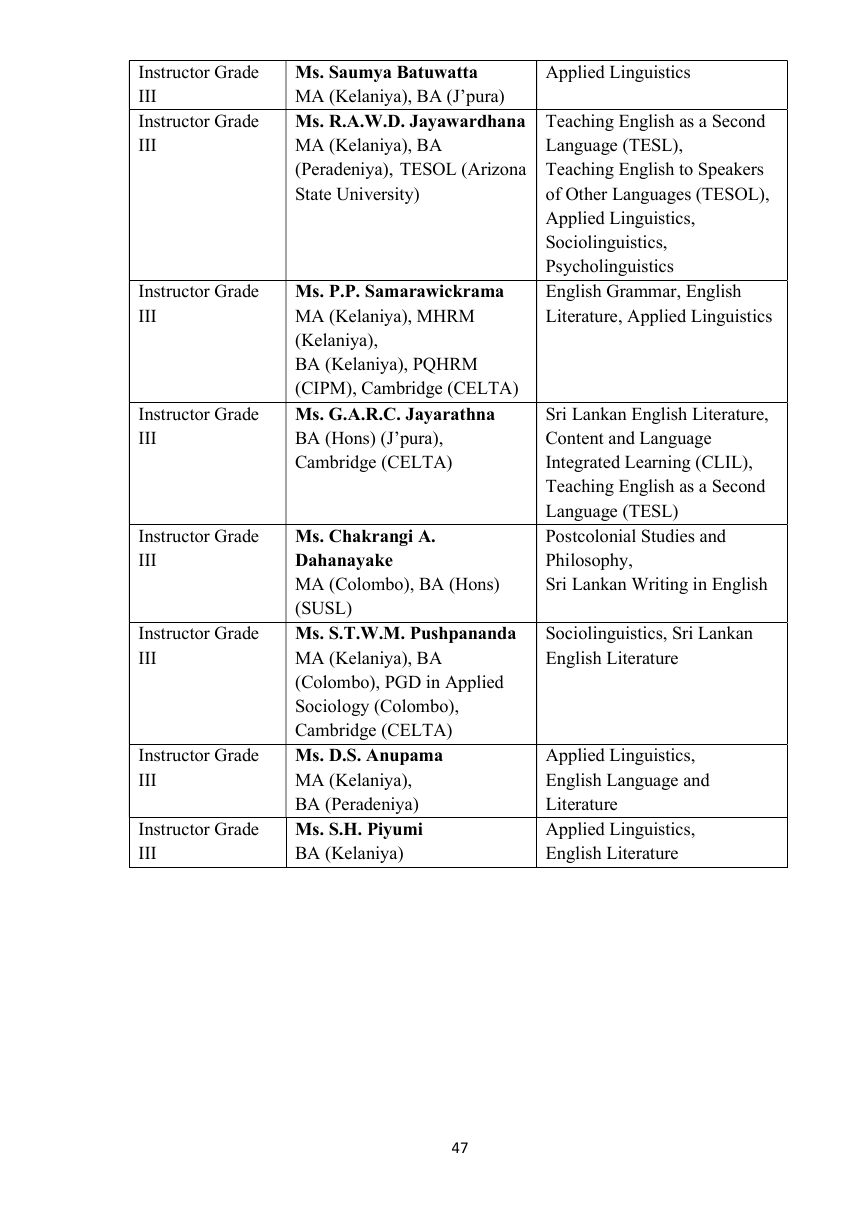 Instructor Grade
III
Ms. Saumya Batuwatta
MA (Kelaniya), BA (J’pura)
Applied Linguistics
Instructor Grade
III
Ms. R.A.W.D. Jayawardhana
MA (Kelaniya), BA
(Peradeniya), TESOL (Arizona
State University)
Teaching English as a Second
Language (TESL),
Teaching English to Speakers
of Other Languages (TESOL),
Applied Linguistics,
Sociolinguistics,
Psycholinguistics
Instructor Grade
III
Ms. P.P. Samarawickrama
MA (Kelaniya), MHRM
(Kelaniya),
BA (Kelaniya), PQHRM
(CIPM), Cambridge (CELTA)
English Grammar, English
Literature, Applied Linguistics
Instructor Grade
III
Ms. G.A.R.C. Jayarathna
BA (Hons) (J’pura),
Cambridge (CELTA)
Sri Lankan English Literature,
Content and Language
Integrated Learning (CLIL),
Teaching English as a Second
Language (TESL)
Instructor Grade
III
Ms. Chakrangi A.
Dahanayake
MA (Colombo), BA (Hons)
(SUSL)
Postcolonial Studies and
Philosophy,
Sri Lankan Writing in English
Instructor Grade
III
Ms. S.T.W.M. Pushpananda
MA (Kelaniya), BA
(Colombo), PGD in Applied
Sociology (Colombo),
Cambridge (CELTA)
Sociolinguistics, Sri Lankan
English Literature
Instructor Grade
III
Ms. D.S. Anupama
MA (Kelaniya),
BA (Peradeniya)
Applied Linguistics,
English Language and
Literature
Instructor Grade
III
Ms. S.H. Piyumi
BA (Kelaniya)
Applied Linguistics,
English Literature
47